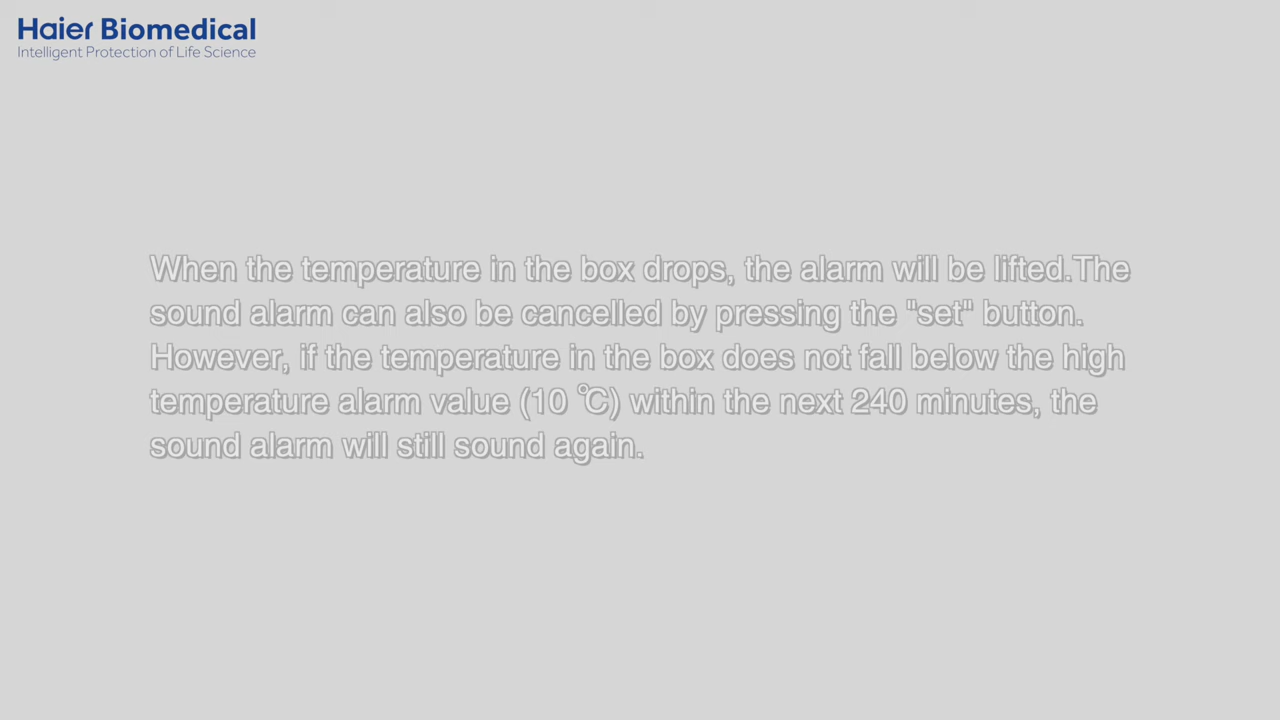 Haier Biomedical
Intelligent Protection of Life Science
When the temperature in the box drops, the alarm will be lifted.The
sound alarm can also be cancelled by pressing the "set" button.
However, if the temperature in the box does not fall below the high
temperature alarm value (10 ℃) within the next 240 minutes, the
sound alarm will still sound again.